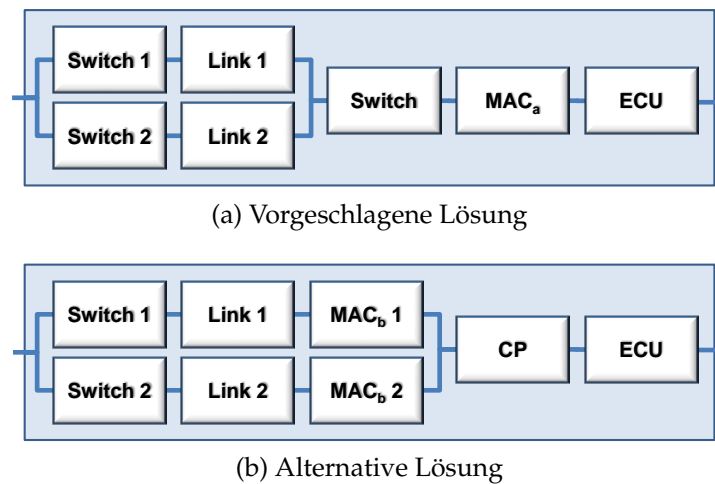 Switch 1 Link 1
Switch MACa ECU
Switch 2 Link 2
(a) Vorgeschlagene Lösung
Switch 1 Link 1 MACb 1
CP ECU
Switch 2 Link 2 MACb 2
(b) Alternative Lösung